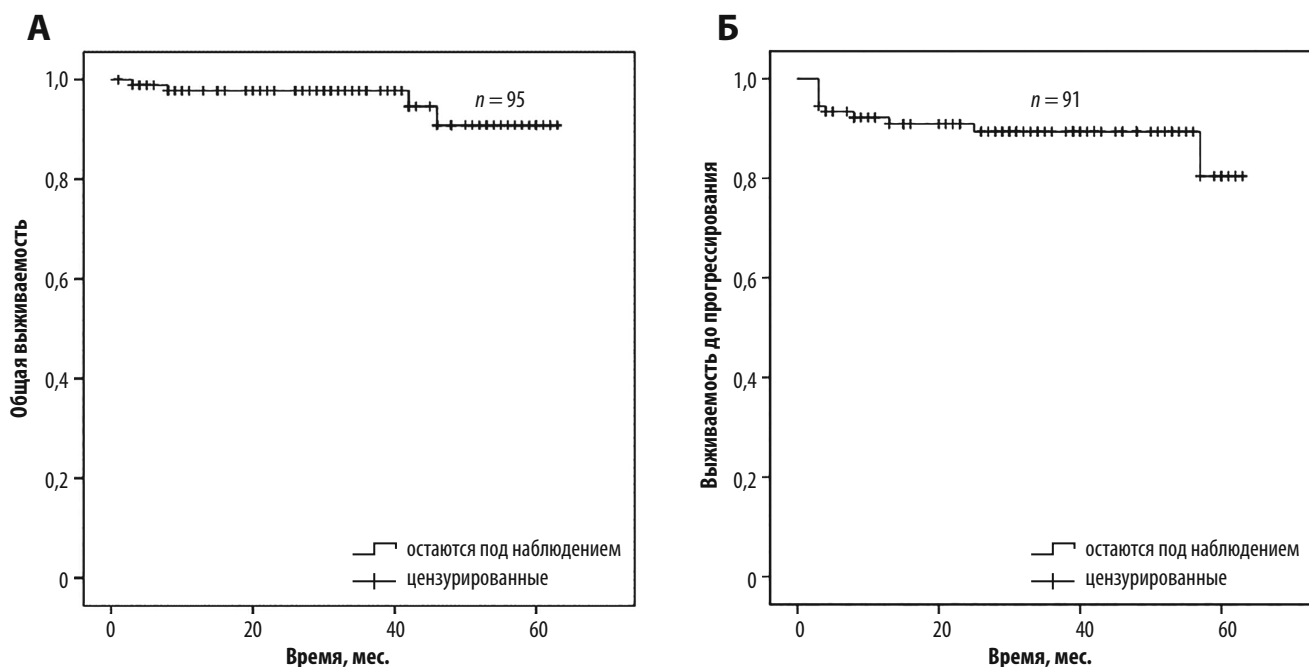 А
Общая выживаемость
1,0
0,8
0,6
0,4
0,2
0
n = 95
остаются под наблюдением
цензурированные
0 20 40 60
Время, мес.
Б
Выживаемость до прогрессирования
1,0
0,8
0,6
0,4
0,2
0
n = 91
остаются под наблюдением
цензурированные
0 20 40 60
Время, мес.